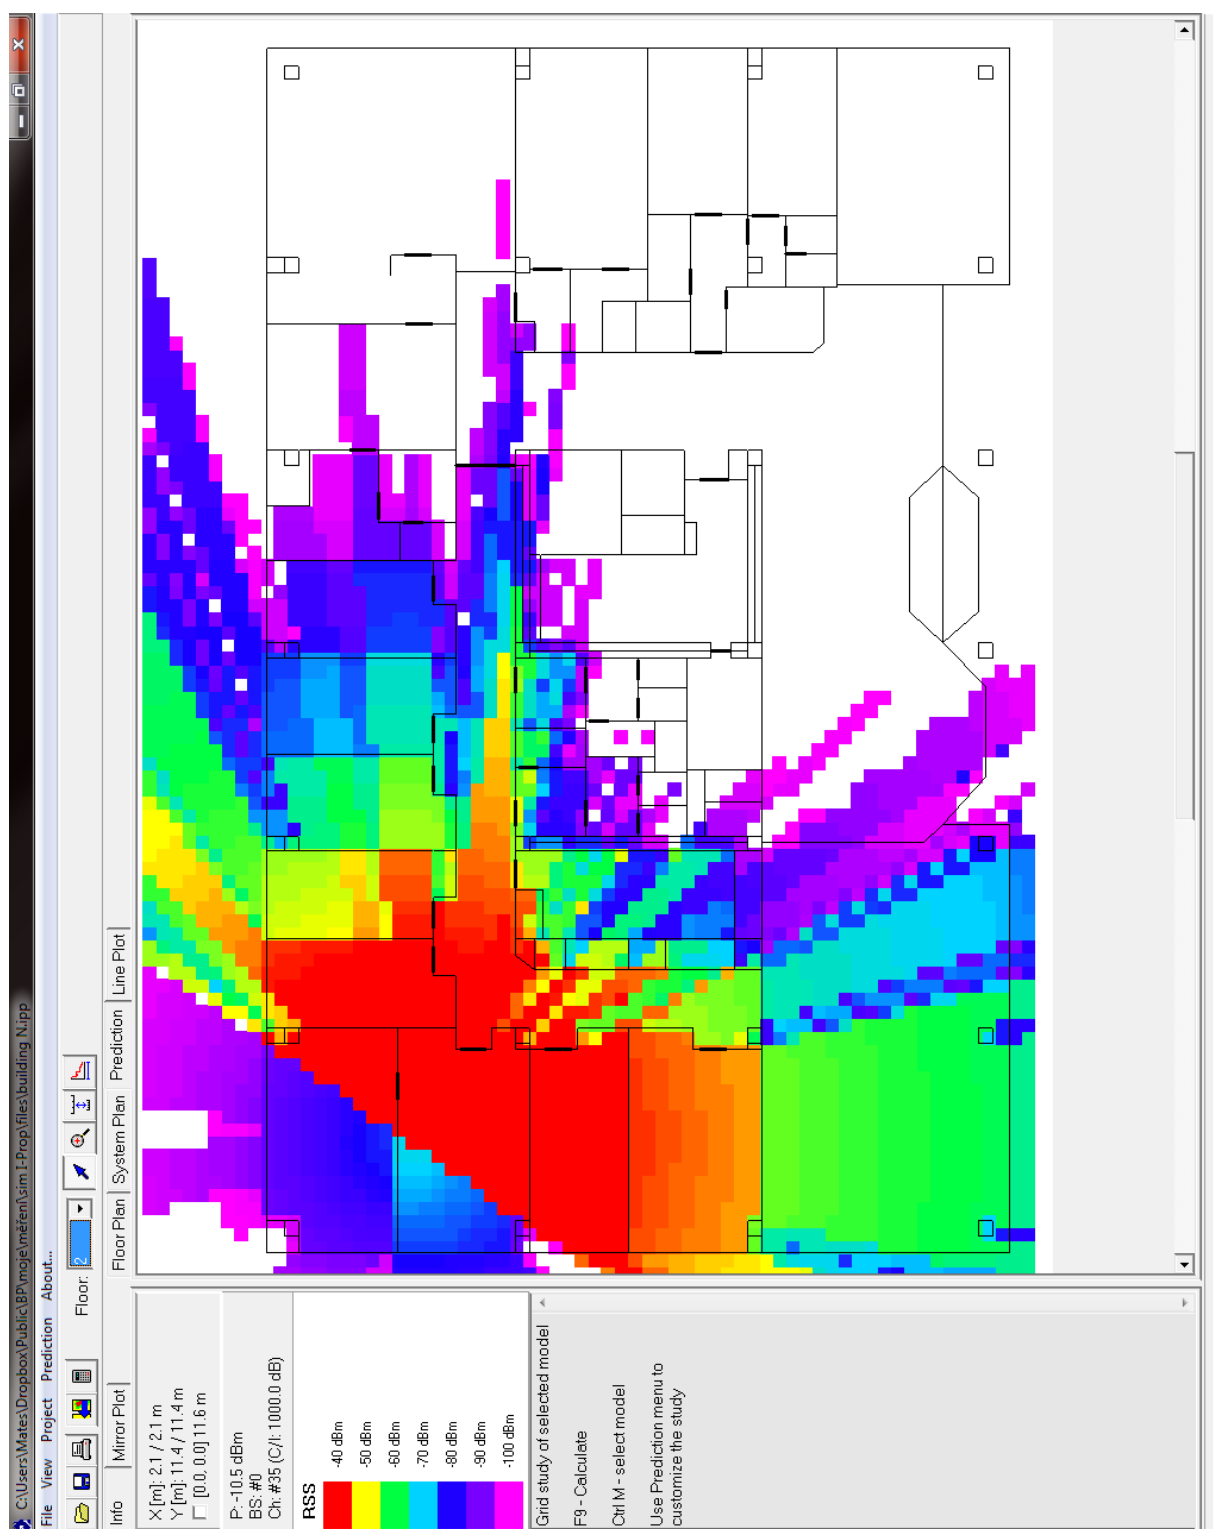 C:\Users\Mates\Dropbox\Public\BP\moje\měření\sim I-Prop\files\building N.ipp
File View Project Prediction About...
Floor: 2
Info Mirror Plot
Floor Plan System Plan Prediction Line Plot
X [m]: 2.1 / 2.1 m
Y [m]: 11.4 / 11.4 m
[0.0, 0.0] 11.6 m
P: -10.5 dBm
BS: #0
Ch: #35 (C/I: 1000.0 dB)
RSS
-40 dBm
-50 dBm
-60 dBm
-70 dBm
-80 dBm
-90 dBm
-100 dBm
Grid study of selected model
F9 - Calculate
Ctrl M - select model
Use Prediction menu to
customize the study